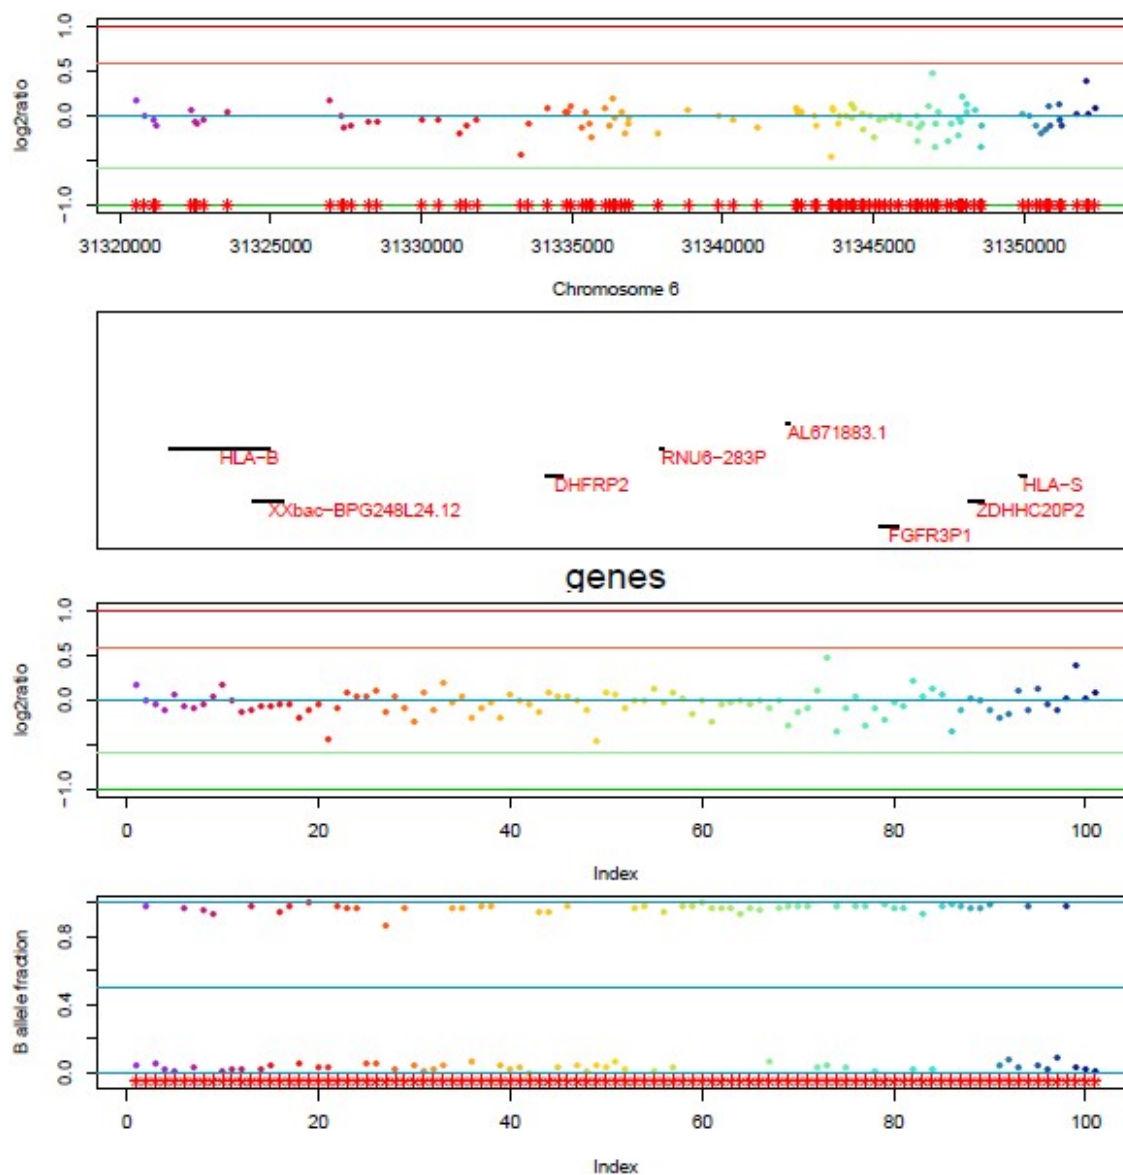 1.0
0.5
0.0
-1.0
log2ratio
31320000 31325000 31330000 31335000 31340000 31345000 31350000
Chromosome 6
AL671883.1
HLA-B RNU6-283P
DHFRP2 HLA-S
XXbac-BPG248L24.12 ZDHHC20P2
FGFR3P1
genes
1.0
0.5
0.0
-1.0
log2ratio
0 20 40 60 80 100
Index
0.8
0.4
0.0
B allele fraction
0 20 40 60 80 100
Index